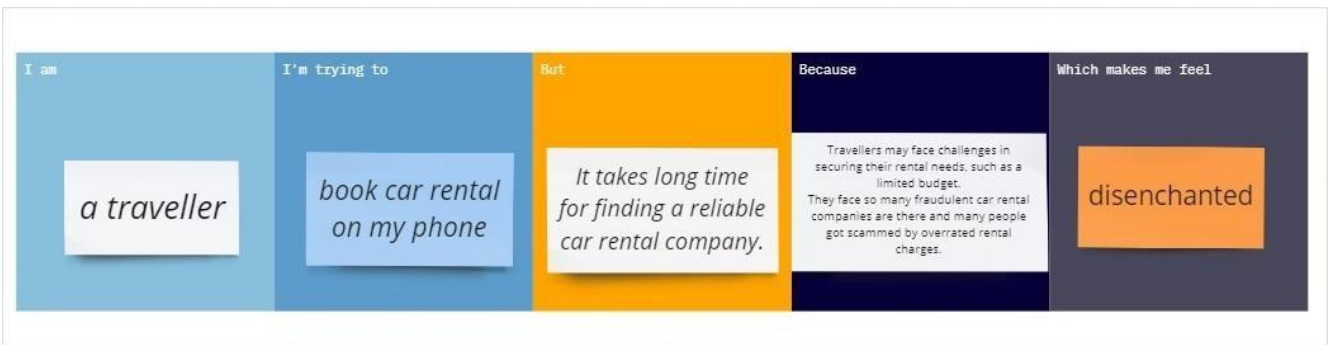 I am
a traveller
I'm trying to
book car rental
on my phone
But
It takes long time
for finding a reliable
car rental company.
Because
Travellers may face challenges in
securing their rental needs, such as a
limited budget.
They face so many fraudulent car rental
companies are there and many people
got scammed by overrated rental
charges.
Which makes me feel
disenchanted